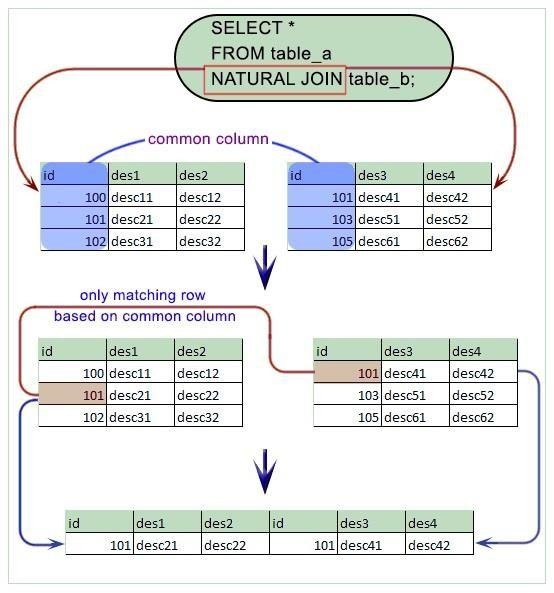 SELECT *
FROM table_a
NATURAL JOIN table_b;
common column
id des1 des2
100 desc11 desc12
101 desc21 desc22
102 desc31 desc32
id des3 des4
101 desc41 desc42
103 desc51 desc52
105 desc61 desc62
only matching row
based on common column
id des1 des2
100 desc11 desc12
101 desc21 desc22
102 desc31 desc32
id des3 des4
101 desc41 desc42
103 desc51 desc52
105 desc61 desc62
id des1 des2 id des3 des4
101 desc21 desc22 101 desc41 desc42